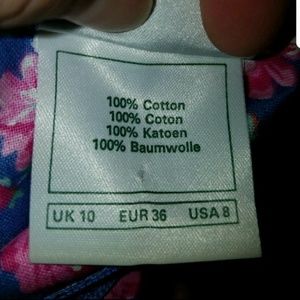 100% Cotton
100% Coton
100% Katoen
100% Baumwolle
UK 10 EUR 36 USA 8